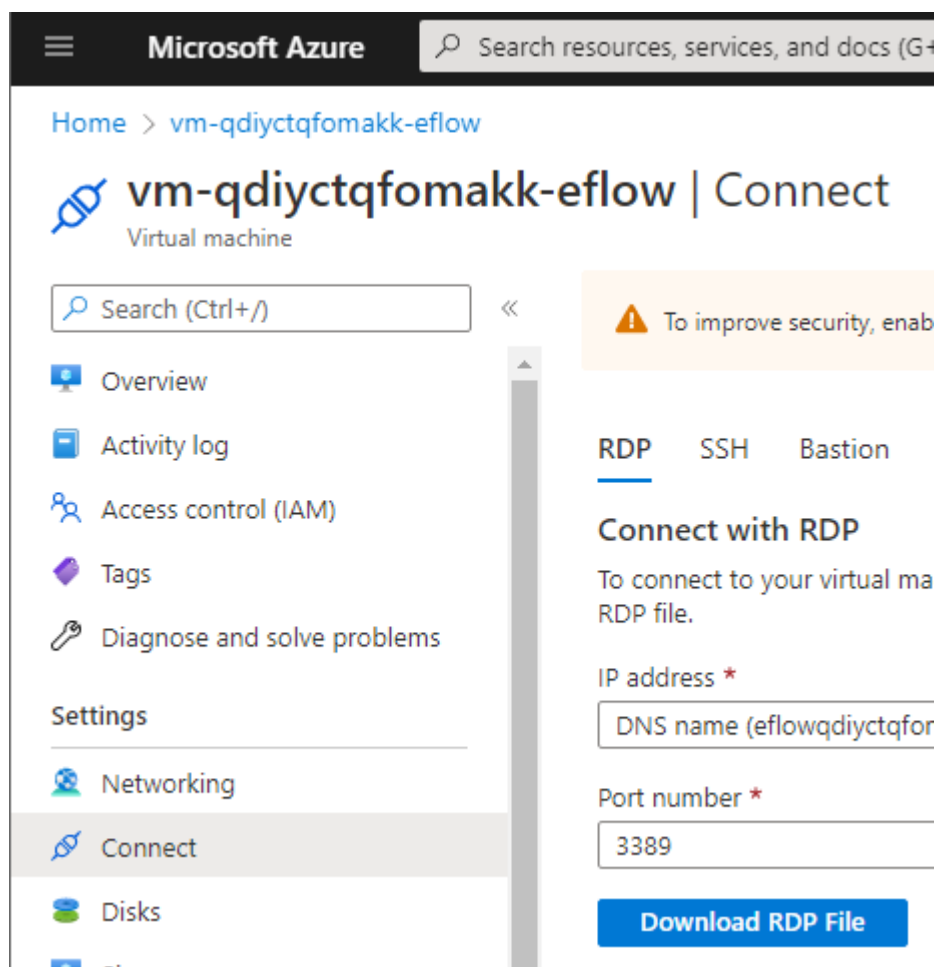 Microsoft Azure
Search resources, services, and docs (G+
Home > vm-qdiyctqfomakk-eflow
vm-qdiyctqfomakk-eflow | Connect
Virtual machine
Search (Ctrl+/)
«
Overview
Activity log
Access control (IAM)
Tags
Diagnose and solve problems
Settings
Networking
Connect
Disks
To improve security, enab
RDP SSH Bastion
Connect with RDP
To connect to your virtual ma
RDP file.
IP address *
DNS name (eflowqdiyctqfo
Port number *
3389
Download RDP File